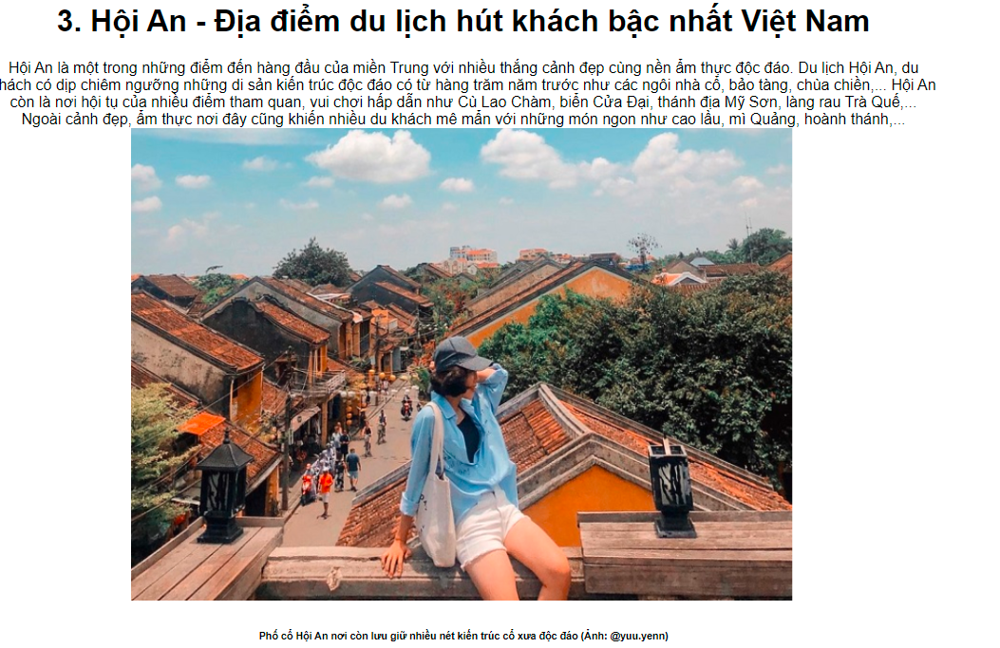 3. Hội An - Địa điểm du lịch hút khách bậc nhất Việt Nam
Hội An là một trong những điểm đến hàng đầu của miền Trung với nhiều thắng cảnh đẹp cùng nền ẩm thực độc đáo. Du lịch Hội An, du
hách có dịp chiêm ngưỡng những di sản kiến trúc độc đáo có từ hàng trăm năm trước như các ngôi nhà cổ, bảo tàng, chùa chiền,... Hội An
còn là nơi hội tụ của nhiều điểm tham quan, vui chơi hấp dẫn như Cù Lao Chàm, biển Cửa Đại, thánh địa Mỹ Sơn, làng rau Trà Quế,...
Ngoài cảnh đẹp, ẩm thực nơi đây cũng khiến nhiều du khách mê mẩn với những món ngon như cao lầu, mì Quảng, hoành thánh,...
Phố cổ Hội An nơi còn lưu giữ nhiều nét kiến trúc cổ xưa độc đáo (Ảnh: @yuu.yenn)